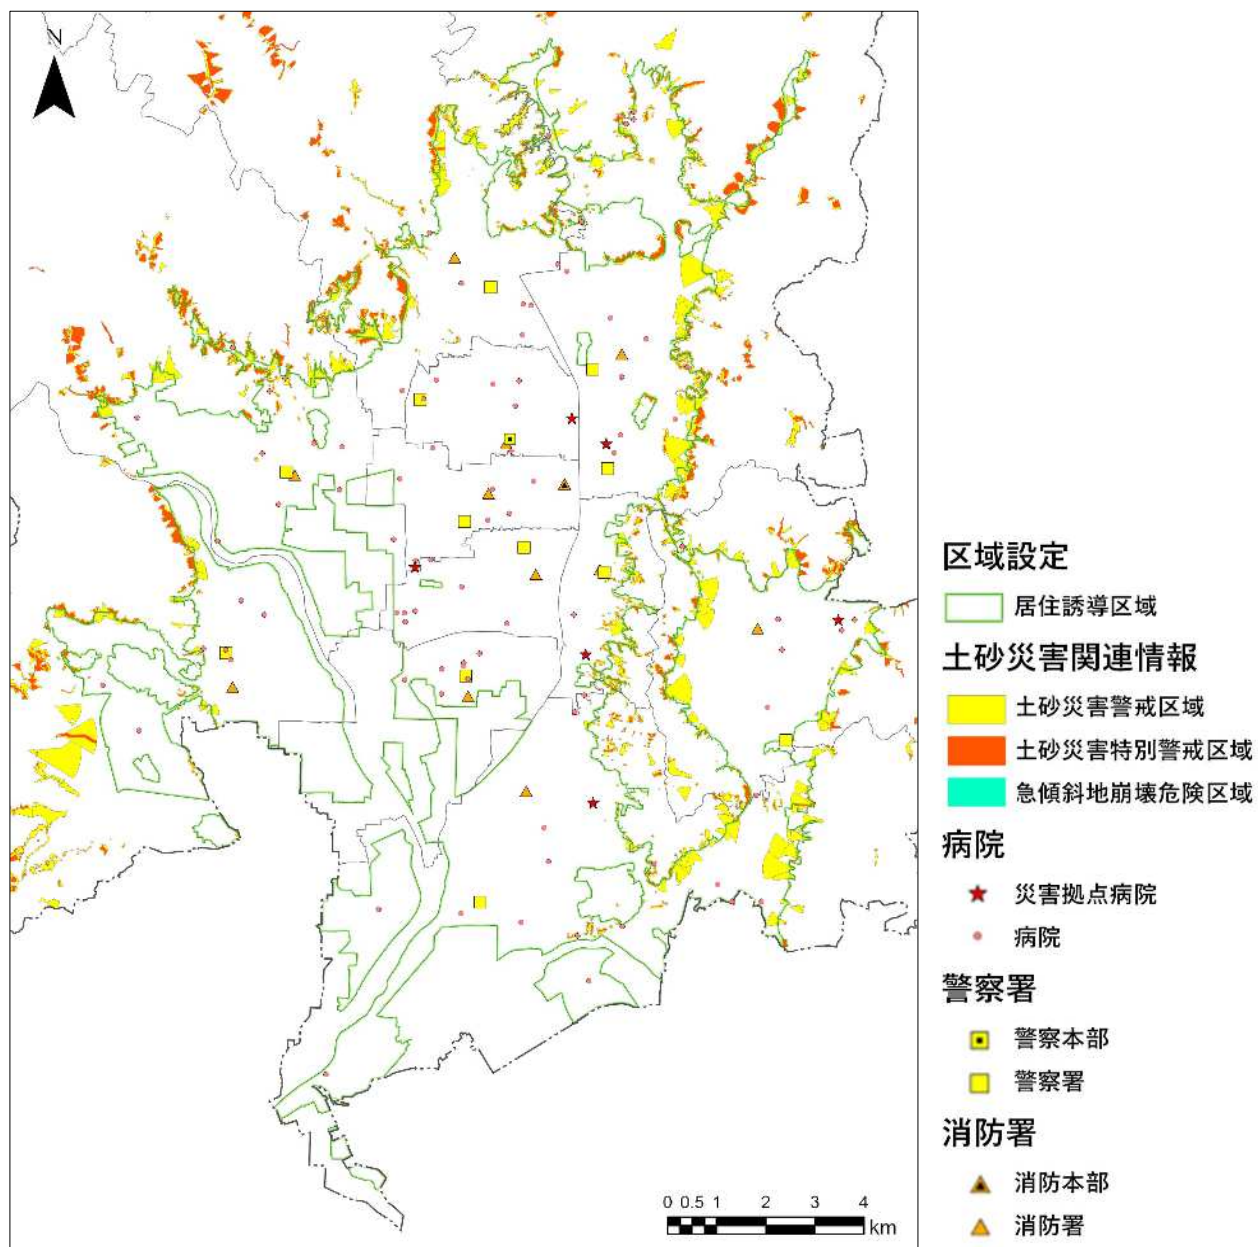 N
区域設定
居住誘導区域
土砂災害関連情報
土砂災害警戒区域
土砂災害特別警戒区域
急傾斜地崩壊危険区域
病院
災害拠点病院
病院
警察署
警察本部
警察署
消防署
消防本部
消防署
0 0.5 1 2 3 4
km